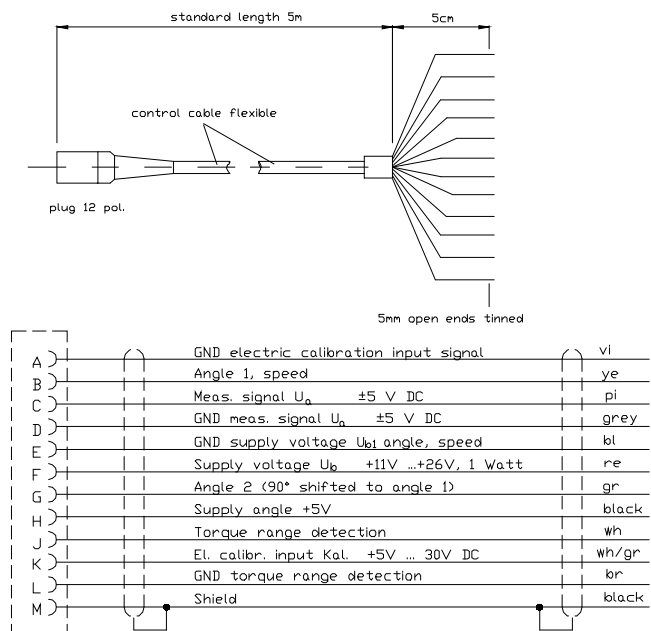 standard length 5m
5cm
control cable flexible
plug 12 pol.
5mm open ends tinned
A GND electric calibration input signal vi
B Angle 1, speed ye
C Meas. signal Ua ±5 V DC pi
D GND meas. signal Ua ±5 V DC grey
E GND supply voltage Ub1 angle, speed bl
F Supply voltage Ub +11V ...+26V, 1 Watt re
G Angle 2 (90° shifted to angle 1) gr
H Supply angle +5V black
J Torque range detection wh
K El. calibr. input Kal. +5V ... 30V DC wh/gr
L GND torque range detection br
M Shield black